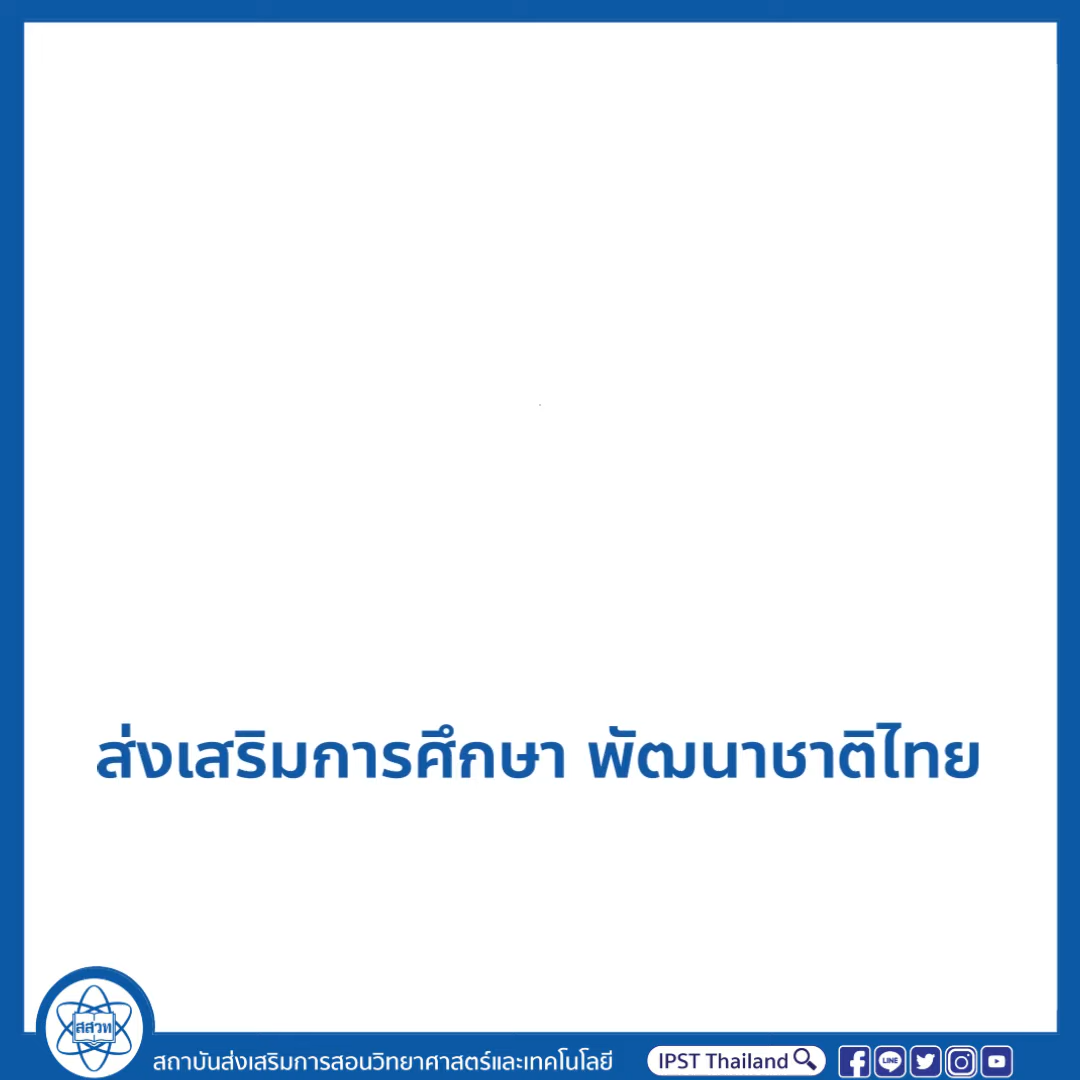 ส่งเสริมการศึกษา พัฒนาชาติไทย
สสวท
สถาบันส่งเสริมการสอนวิทยาศาสตร์และเทคโนโลยี
IPST Thailand
LINE